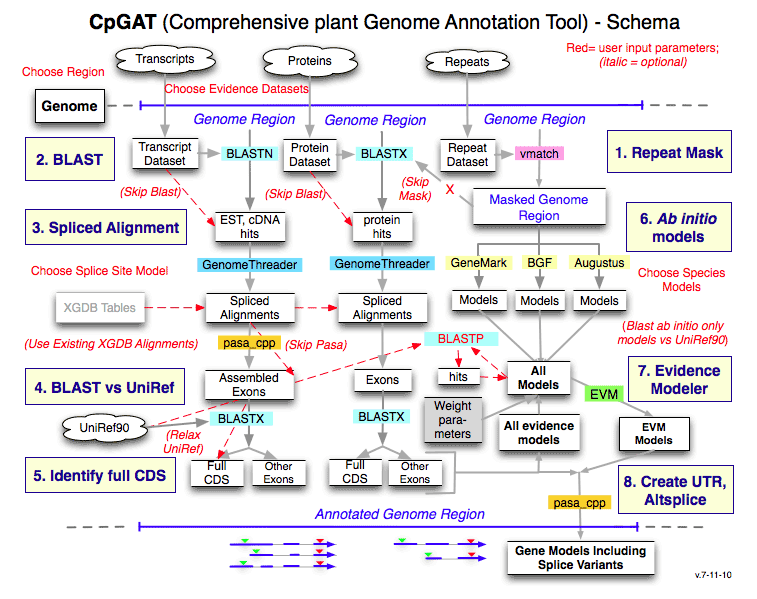 CpGAT (Comprehensive plant Genome Annotation Tool) - Schema
Transcripts
Proteins
Repeats
Red= user input parameters;
(italic = optional)
Choose Region
Choose Evidence Datasets
Genome
Genome Region
Genome Region
Genome Region
2. BLAST
Transcript
Dataset
BLASTN
Protein
Dataset
BLASTX
Repeat
Dataset
vmatch
1. Repeat Mask
(Skip Blast)
(Skip Blast)
(Skip
Mask)
X
Masked Genome
Region
3. Spliced Alignment
EST, cDNA
hits
protein
hits
6. Ab initio
models
GenomeThreader
GenomeThreader
GeneMark
BGF
Augustus
Choose Splice Site Model
Choose Species
Models
XGDB Tables
Spliced
Alignments
Spliced
Alignments
Models
Models
Models
(Use Existing XGDB Alignments)
pasa_cpp
(Skip Pasa)
BLASTP
(Blast ab initio only
models vs UniRef90)
4. BLAST vs UniRef
Assembled
Exons
Exons
hits
All
Models
7. Evidence
Modeler
EVM
UniRef90
BLASTX
(Relax
UniRef)
BLASTX
Weight
para-
meters
All evidence
models
EVM
Models
5. Identify full CDS
Full
CDS
Other
Exons
Full
CDS
Other
Exons
8. Create UTR,
Altsplice
pasa_cpp
Annotated Genome Region
Gene Models Including
Splice Variants
v.7-11-10